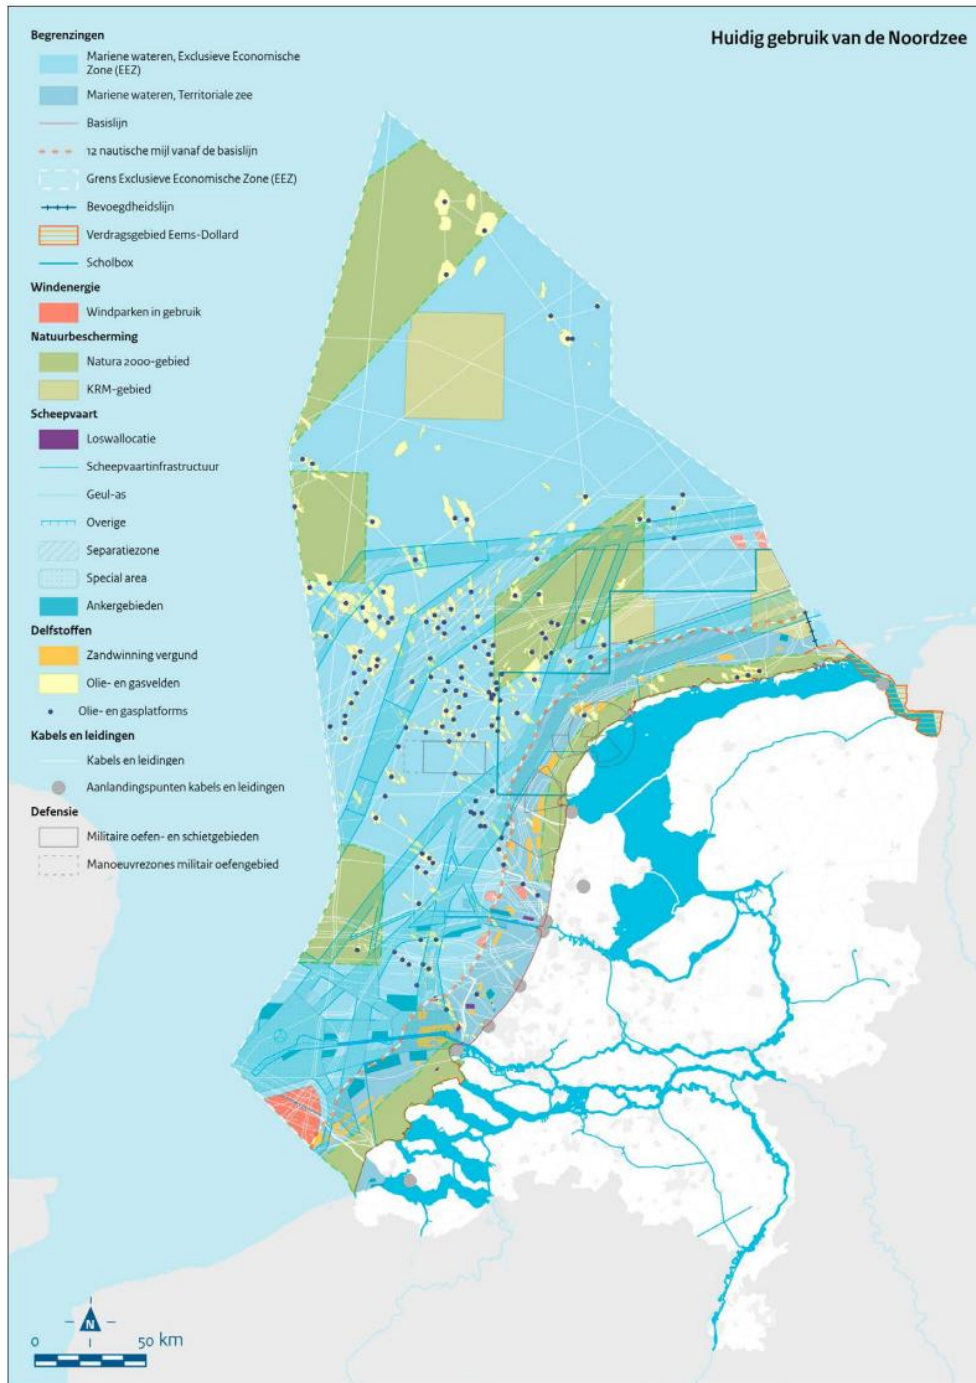 Huidig gebruik van de Noordzee
Begrenzingen
Mariene wateren, Exclusieve Economische
Zone (EEZ)
Mariene wateren, Territoriale zee
Basislijn
12 nautische mijl vanaf de basislijn
Grens Exclusieve Economische Zone (EEZ)
Bevoegdheidslijn
Verdragsgebied Eems-Dollard
Scholbox
Windenergie
Windparken in gebruik
Natuurbescherming
Natura 2000-gebied
KRM-gebied
Scheepvaart
Loswallocatie
Scheepvaartinfrastructuur
Geul-as
Overige
Separatiezone
Special area
Ankergebieden
Delfstoffen
Zandwinning vergund
Olie- en gasvelden
Olie- en gasplatforms
Kabels en leidingen
Kabels en leidingen
Aanlandingspunten kabels en leidingen
Defensie
Militaire oefen- en schietgebieden
Manoeuvrezones militair oefengebied
N
0 50 km